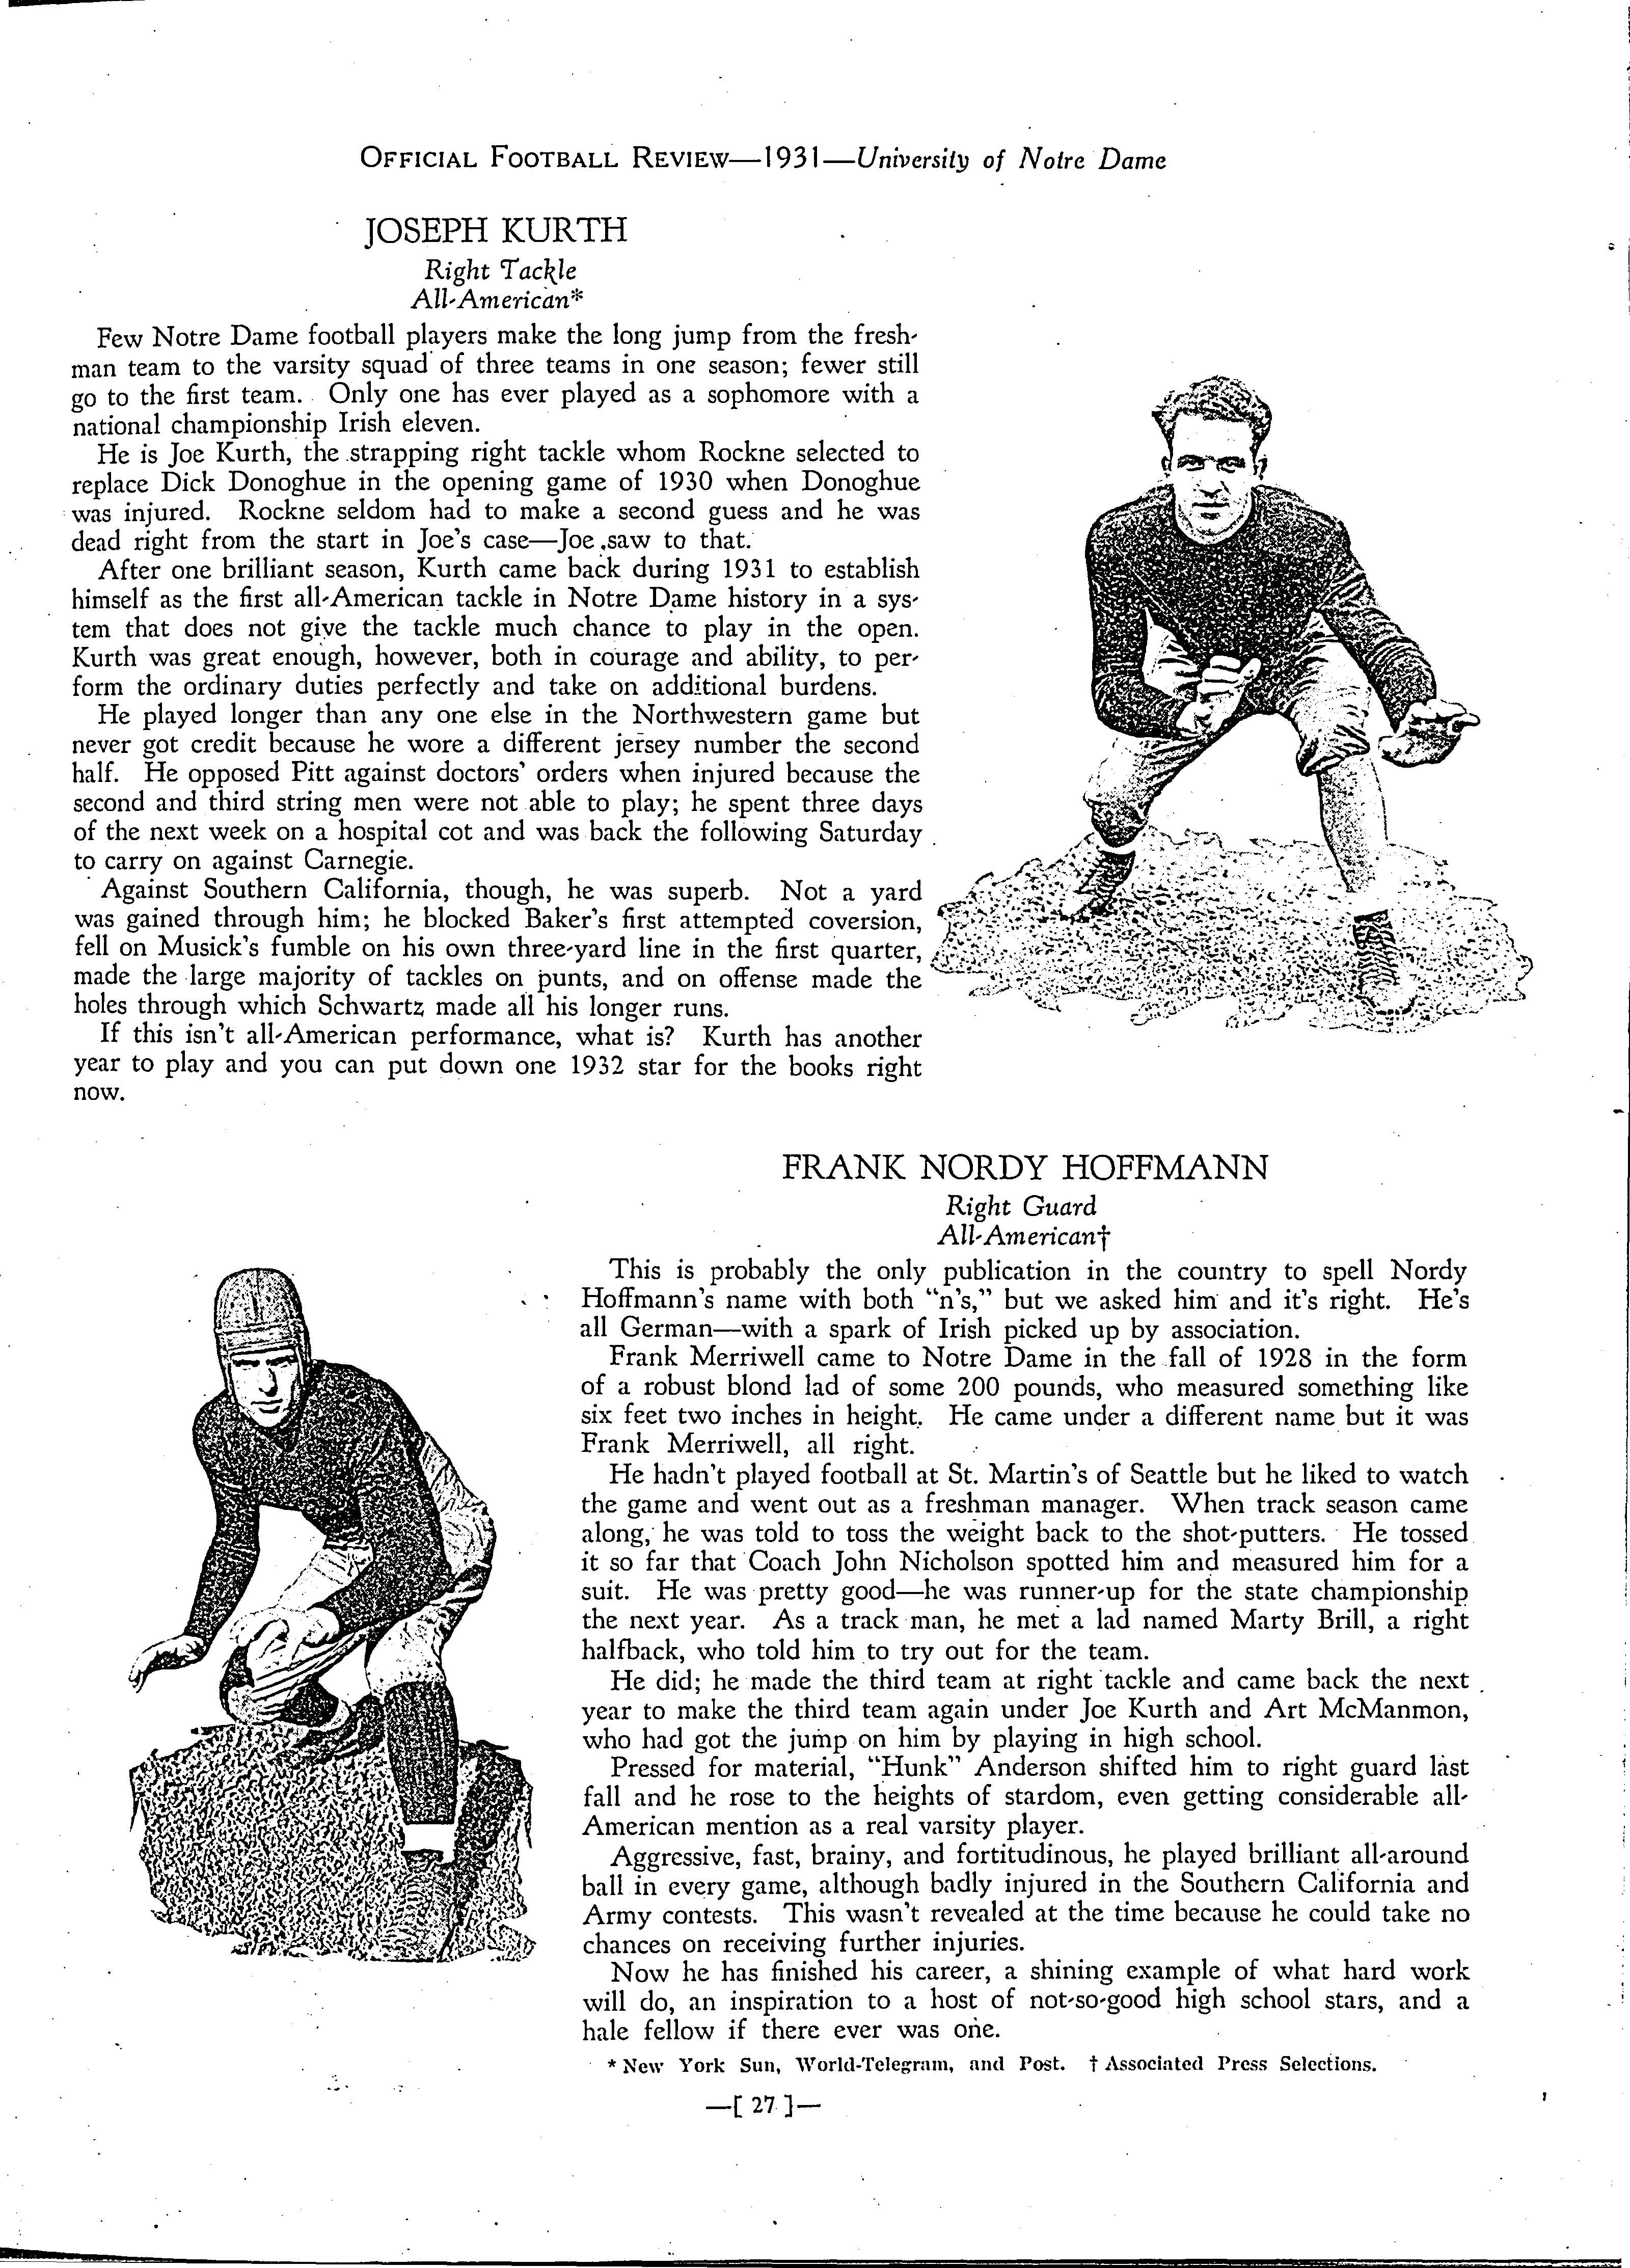 OFFICIAL FOOTBALL REVIEW—1931—University of Notre Dame
JOSEPH KURTH
Right Tackle
All-American*
Few Notre Dame football players make the long jump from the fresh-
man team to the varsity squad of three teams in one season; fewer still
go to the first team. Only one has ever played as a sophomore with a
national championship Irish eleven.
He is Joe Kurth, the strapping right tackle whom Rockne selected to
replace Dick Donoghue in the opening game of 1930 when Donoghue
was injured. Rockne seldom had to make a second guess and he was
dead right from the start in Joe's case—Joe saw to that.
After one brilliant season, Kurth came back during 1931 to establish
himself as the first all-American tackle in Notre Dame history in a sys-
tem that does not give the tackle much chance to play in the open.
Kurth was great enough, however, both in courage and ability, to per-
form the ordinary duties perfectly and take on additional burdens.
He played longer than any one else in the Northwestern game but
never got credit because he wore a different jersey number the second
half. He opposed Pitt against doctors' orders when injured because the
second and third string men were not able to play; he spent three days
of the next week on a hospital cot and was back the following Saturday
to carry on against Carnegie.
Against Southern California, though, he was superb. Not a yard
was gained through him; he blocked Baker's first attempted coversion,
fell on Musick's fumble on his own three-yard line in the first quarter,
made the large majority of tackles on punts, and on offense made the
holes through which Schwartz made all his longer runs.
If this isn't all-American performance, what is? Kurth has another
year to play and you can put down one 1932 star for the books right
now.
FRANK NORDY HOFFMANN
Right Guard
All-American†
This is probably the only publication in the country to spell Nordy
Hoffmann's name with both "n's," but we asked him and it's right. He's
all German—with a spark of Irish picked up by association.
Frank Merriwell came to Notre Dame in the fall of 1928 in the form
of a robust blond lad of some 200 pounds, who measured something like
six feet two inches in height. He came under a different name but it was
Frank Merriwell, all right.
He hadn't played football at St. Martin's of Seattle but he liked to watch
the game and went out as a freshman manager. When track season came
along, he was told to toss the weight back to the shot-putters. He tossed
it so far that Coach John Nicholson spotted him and measured him for a
suit. He was pretty good—he was runner-up for the state championship
the next year. As a track man, he met a lad named Marty Brill, a right
halfback, who told him to try out for the team.
He did; he made the third team at right tackle and came back the next
year to make the third team again under Joe Kurth and Art McManmon,
who had got the jump on him by playing in high school.
Pressed for material, "Hunk" Anderson shifted him to right guard last
fall and he rose to the heights of stardom, even getting considerable all-
American mention as a real varsity player.
Aggressive, fast, brainy, and fortitudinous, he played brilliant all-around
ball in every game, although badly injured in the Southern California and
Army contests. This wasn't revealed at the time because he could take no
chances on receiving further injuries.
Now he has finished his career, a shining example of what hard work
will do, an inspiration to a host of not-so-good high school stars, and a
hale fellow if there ever was one.
* New York Sun, World-Telegram, and Post. † Associated Press Selections.
—[ 27 ]—